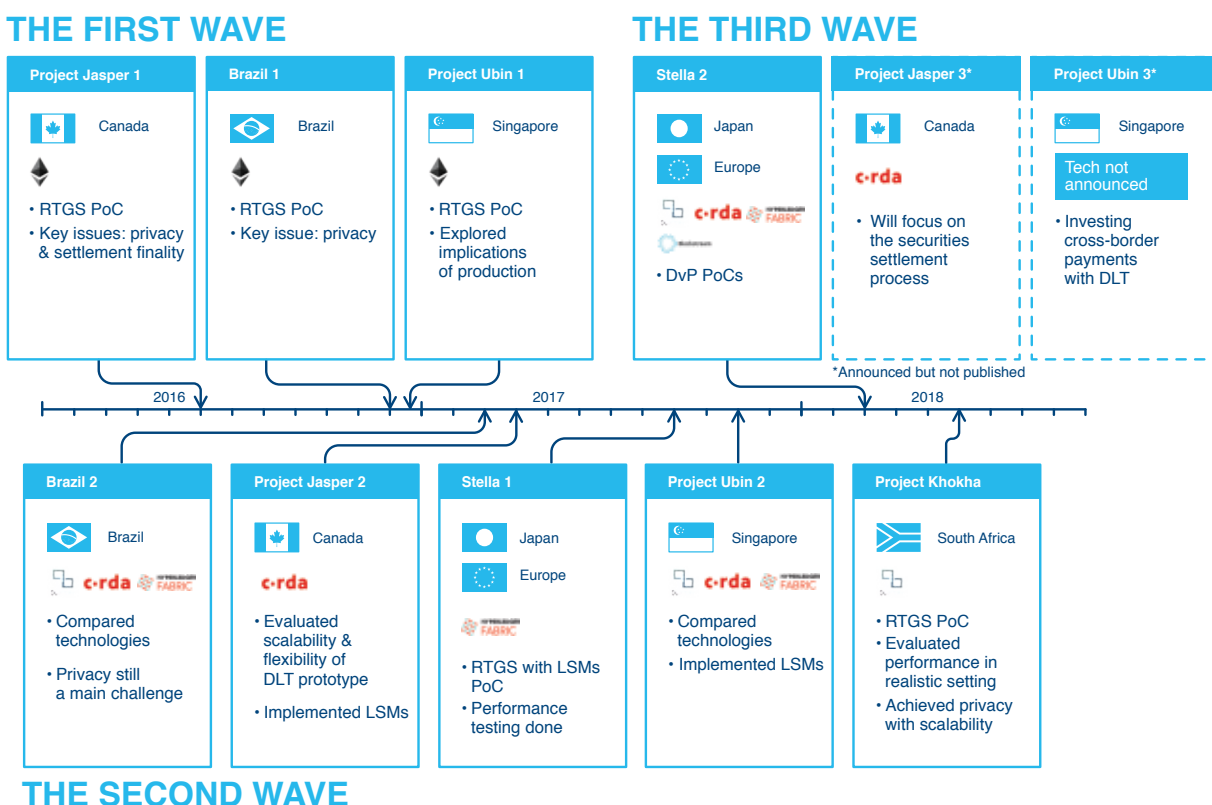 THE FIRST WAVE
Project Jasper 1
Canada
• RTGS PoC
• Key issues: privacy
& settlement finality
Brazil 1
Brazil
• RTGS PoC
• Key issue: privacy
Project Ubin 1
Singapore
• RTGS PoC
• Explored
implications
of production
THE THIRD WAVE
Stella 2
Japan
Europe
c·rda
FABRIC
• DvP PoCs
Project Jasper 3*
Canada
c·rda
• Will focus on
the securities
settlement
process
Project Ubin 3*
Singapore
Tech not
announced
• Investing
cross-border
payments
with DLT
*Announced but not published
2016
2017
2018
Brazil 2
Brazil
c·rda
FABRIC
• Compared
technologies
• Privacy still
a main challenge
Project Jasper 2
Canada
c·rda
• Evaluated
scalability &
flexibility of
DLT prototype
• Implemented LSMs
Stella 1
Japan
Europe
FABRIC
• RTGS with LSMs
PoC
• Performance
testing done
Project Ubin 2
Singapore
c·rda
FABRIC
• Compared
technologies
• Implemented LSMs
Project Khokha
South Africa
• RTGS PoC
• Evaluated
performance in
realistic setting
• Achieved privacy
with scalability
THE SECOND WAVE